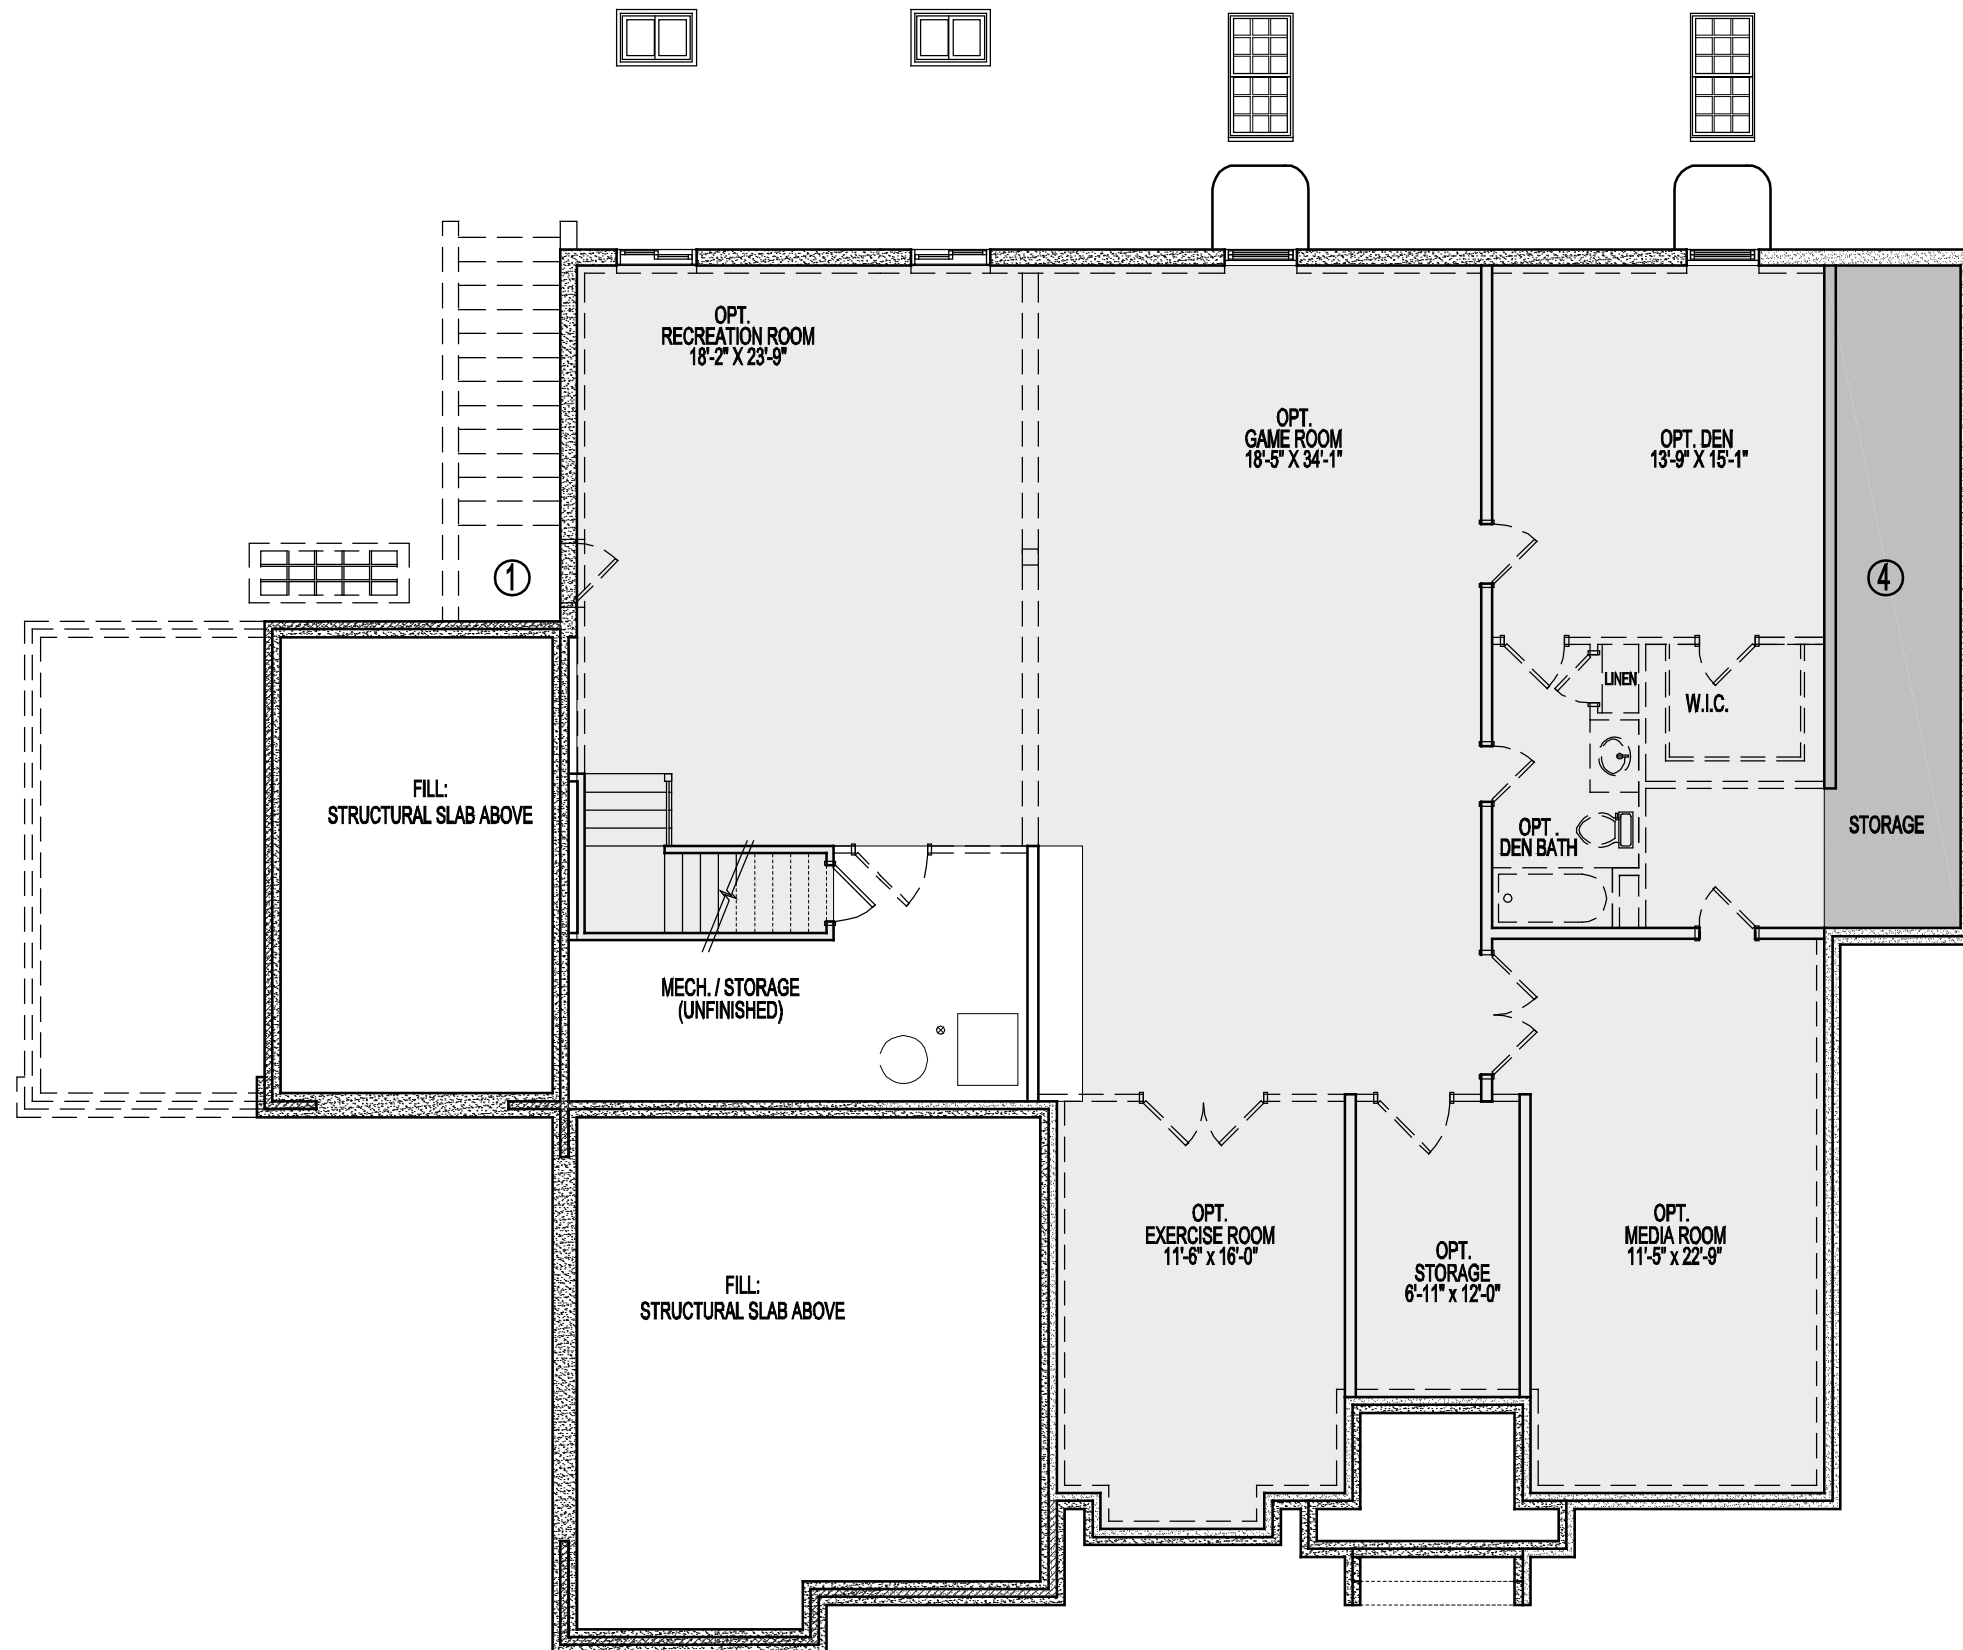 OPT.
RECREATION ROOM
18'-2" X 23'-9"
OPT.
GAME ROOM
18'-5" X 34'-1"
OPT. DEN
13'-9" X 15'-1"
1
4
LINEN
W.I.C.
FILL:
STRUCTURAL SLAB ABOVE
OPT .
DEN BATH
STORAGE
MECH. / STORAGE
(UNFINISHED)
OPT.
EXERCISE ROOM
11'-6" x 16'-0"
OPT.
STORAGE
6'-11" x 12'-0"
OPT.
MEDIA ROOM
11'-5" x 22'-9"
FILL:
STRUCTURAL SLAB ABOVE